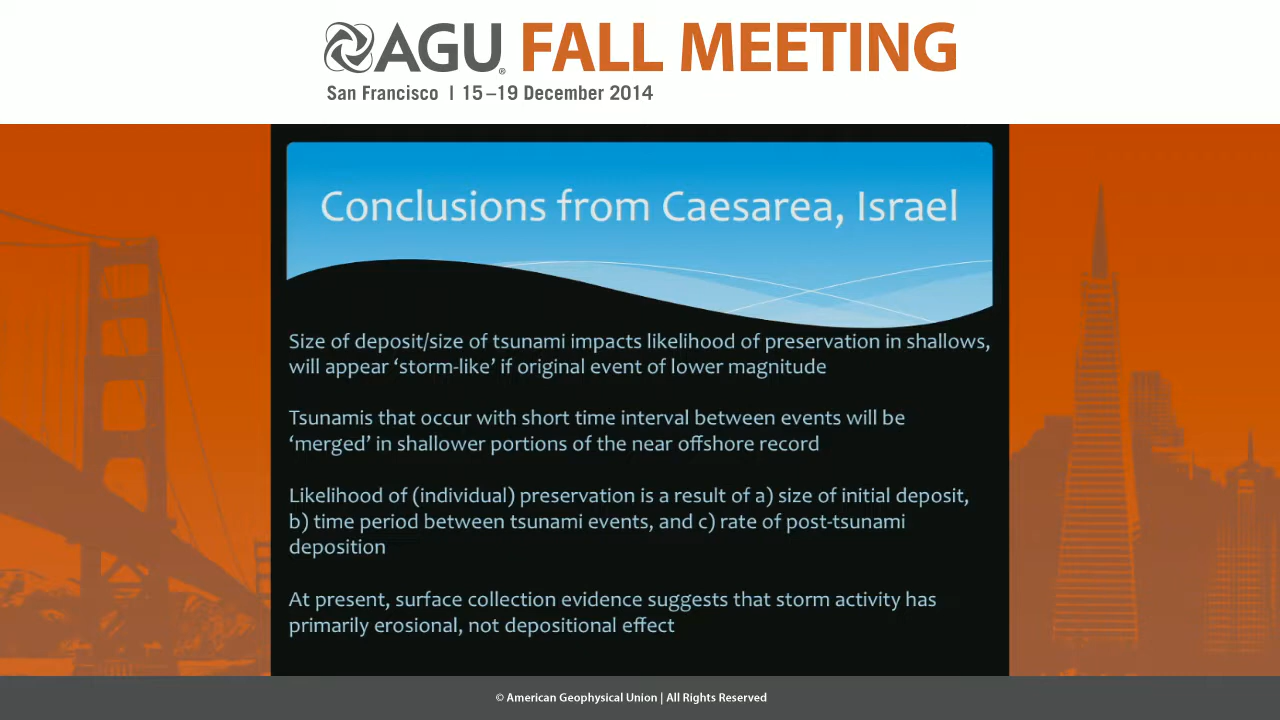 AGU® FALL MEETING
San Francisco | 15–19 December 2014
Conclusions from Caesarea, Israel
Size of deposit/size of tsunami impacts likelihood of preservation in shallows,
will appear ‘storm-like’ if original event of lower magnitude
Tsunamis that occur with short time interval between events will be
‘merged’ in shallower portions of the near offshore record
Likelihood of (individual) preservation is a result of a) size of initial deposit,
b) time period between tsunami events, and c) rate of post-tsunami
deposition
At present, surface collection evidence suggests that storm activity has
primarily erosional, not depositional effect
© American Geophysical Union | All Rights Reserved